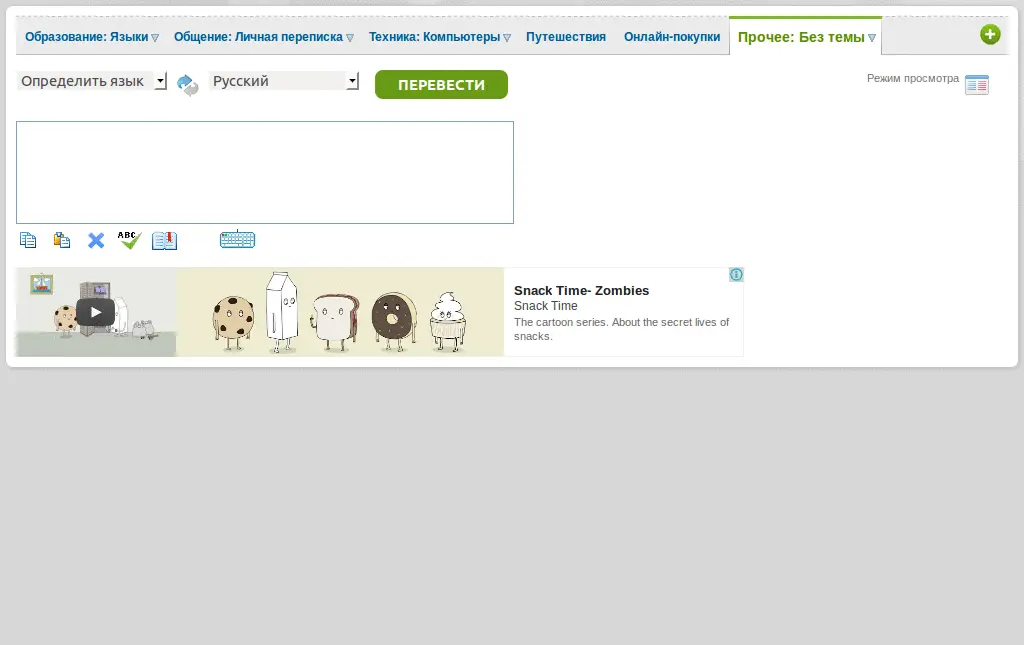 Образование: Языки Общение: Личная переписка Техника: Компьютеры Путешествия Онлайн-покупки Прочее: Без темы
Определить язык Русский ПЕРЕВЕСТИ Режим просмотра
ABC
Snack Time- Zombies
Snack Time
The cartoon series. About the secret lives of
snacks.